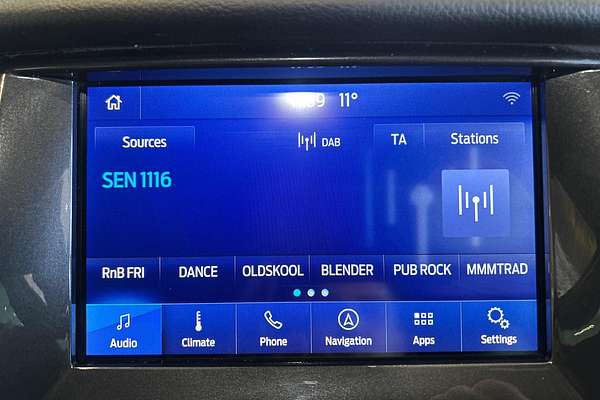 11°
Sources
DAB
TA
Stations
SEN 1116
RnB FRI
DANCE
OLDSKOOL
BLENDER
PUB ROCK
MMMTRAD
Audio
Climate
Phone
Navigation
Apps
Settings